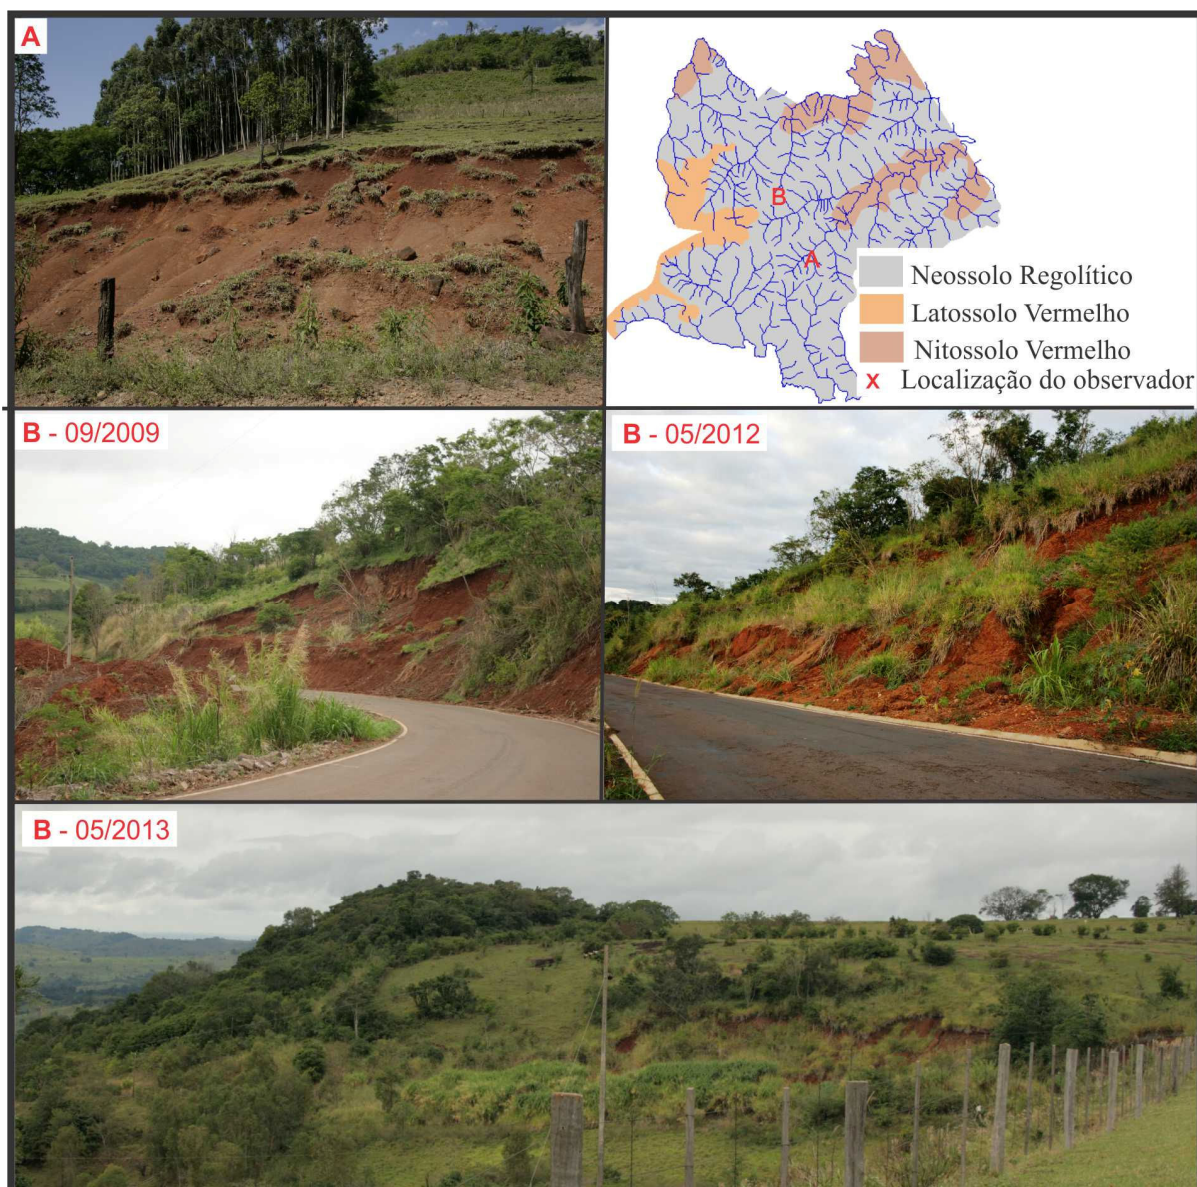 A
B
A
Neossolo Regolítico
Latossolo Vermelho
Nitossolo Vermelho
x Localização do observador
B - 09/2009
B - 05/2012
B - 05/2013